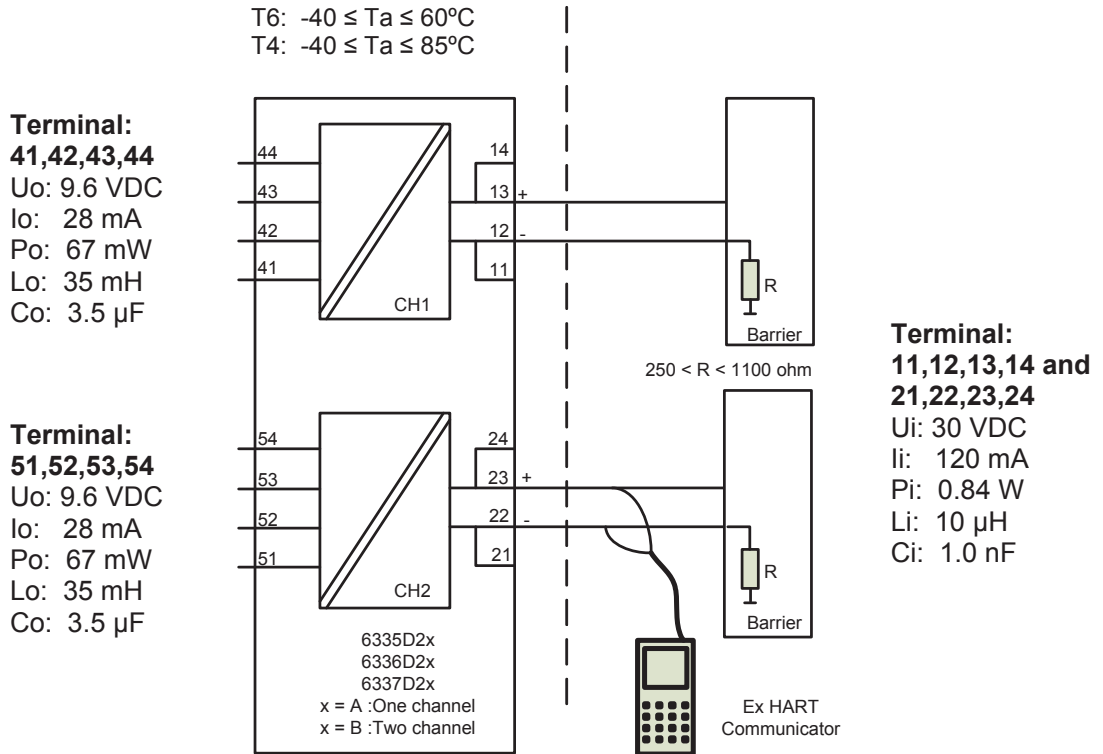 T6: -40 ≤ Ta ≤ 60ºC
T4: -40 ≤ Ta ≤ 85ºC
Terminal:
41,42,43,44
Uo: 9.6 VDC
Io: 28 mA
Po: 67 mW
Lo: 35 mH
Co: 3.5 µF
44
43
42
41
CH1
14
13 +
12 -
11
R
Barrier
250 < R < 1100 ohm
Terminal:
51,52,53,54
Uo: 9.6 VDC
Io: 28 mA
Po: 67 mW
Lo: 35 mH
Co: 3.5 µF
54
53
52
51
CH2
24
23 +
22 -
21
R
Barrier
Terminal:
11,12,13,14 and
21,22,23,24
Ui: 30 VDC
Ii: 120 mA
Pi: 0.84 W
Li: 10 µH
Ci: 1.0 nF
6335D2x
6336D2x
6337D2x
x = A :One channel
x = B :Two channel
Ex HART
Communicator